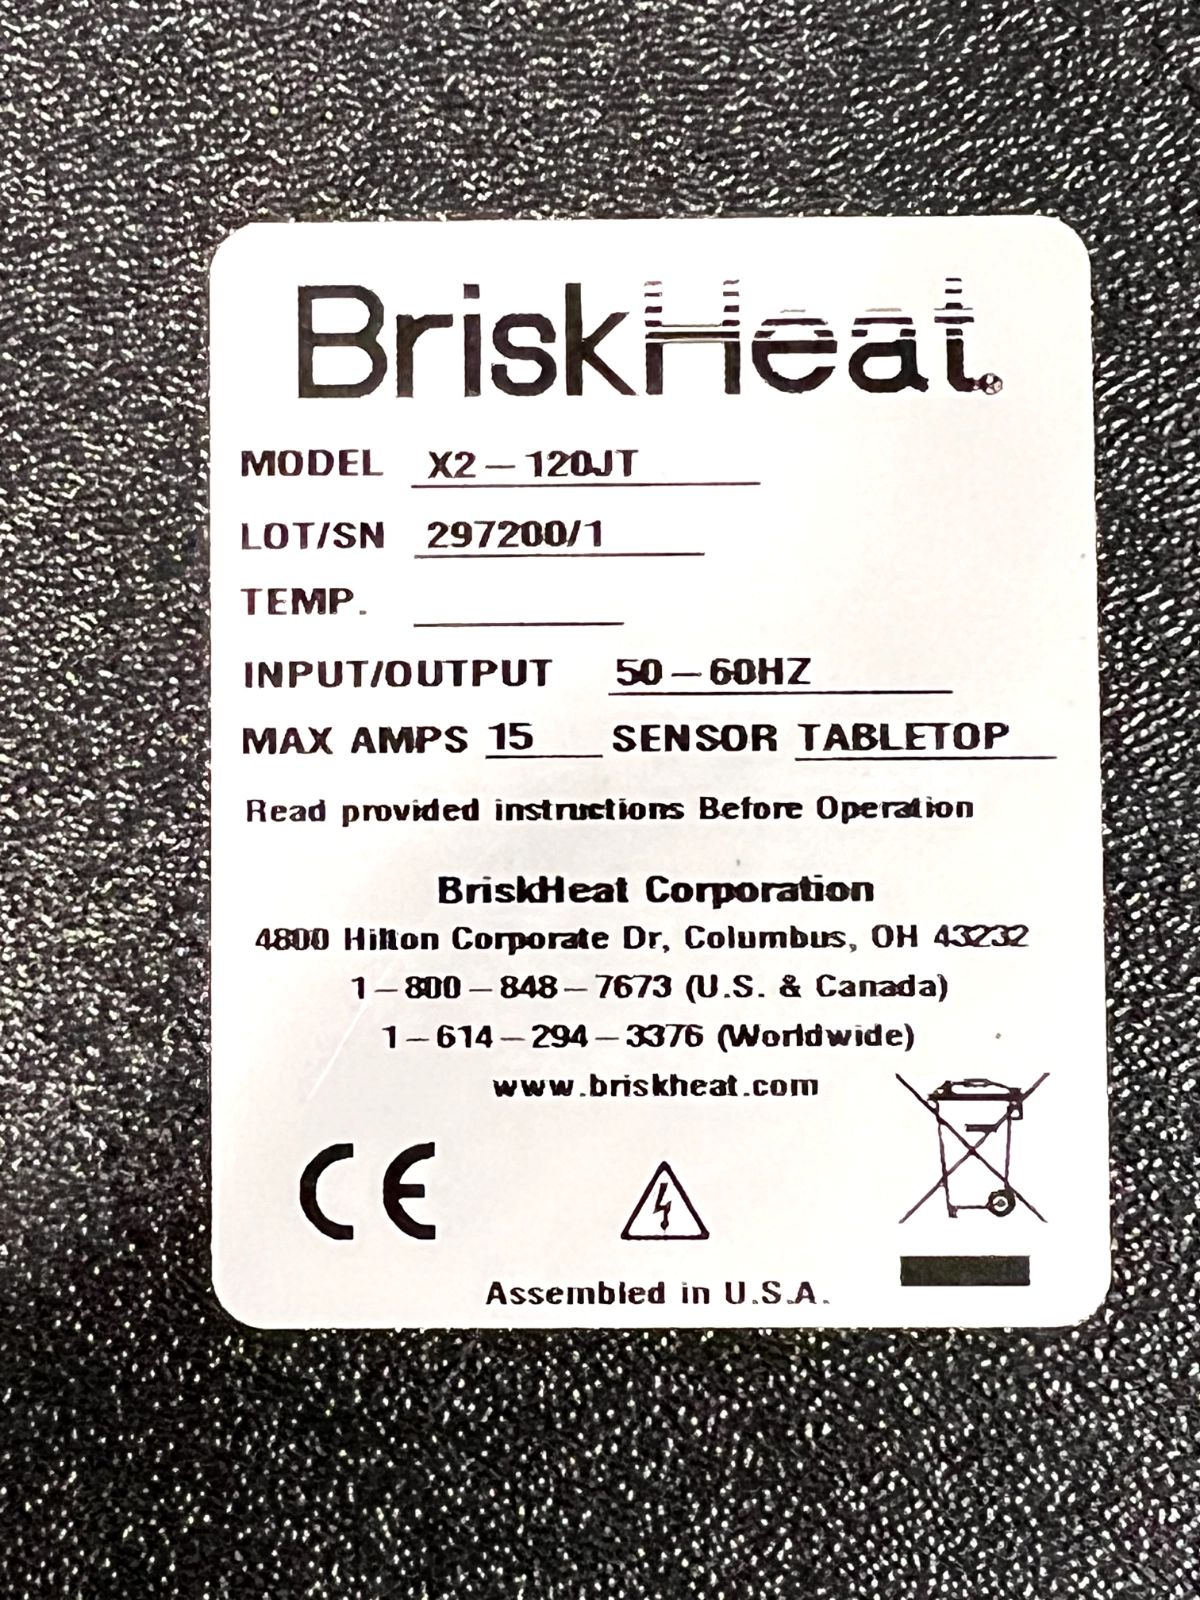 BriskHeat®
MODEL X2-120JT
LOT/SN 297200/1
TEMP.
INPUT/OUTPUT 50-60HZ
MAX AMPS 15 SENSOR TABLETOP
Read provided instructions Before Operation
BriskHeat Corporation
4800 Hilton Corporate Dr, Columbus, OH 43232
1-800-848-7673 (U.S. & Canada)
1-614-294-3376 (Worldwide)
www.briskheat.com
CE
Assembled in U.S.A.